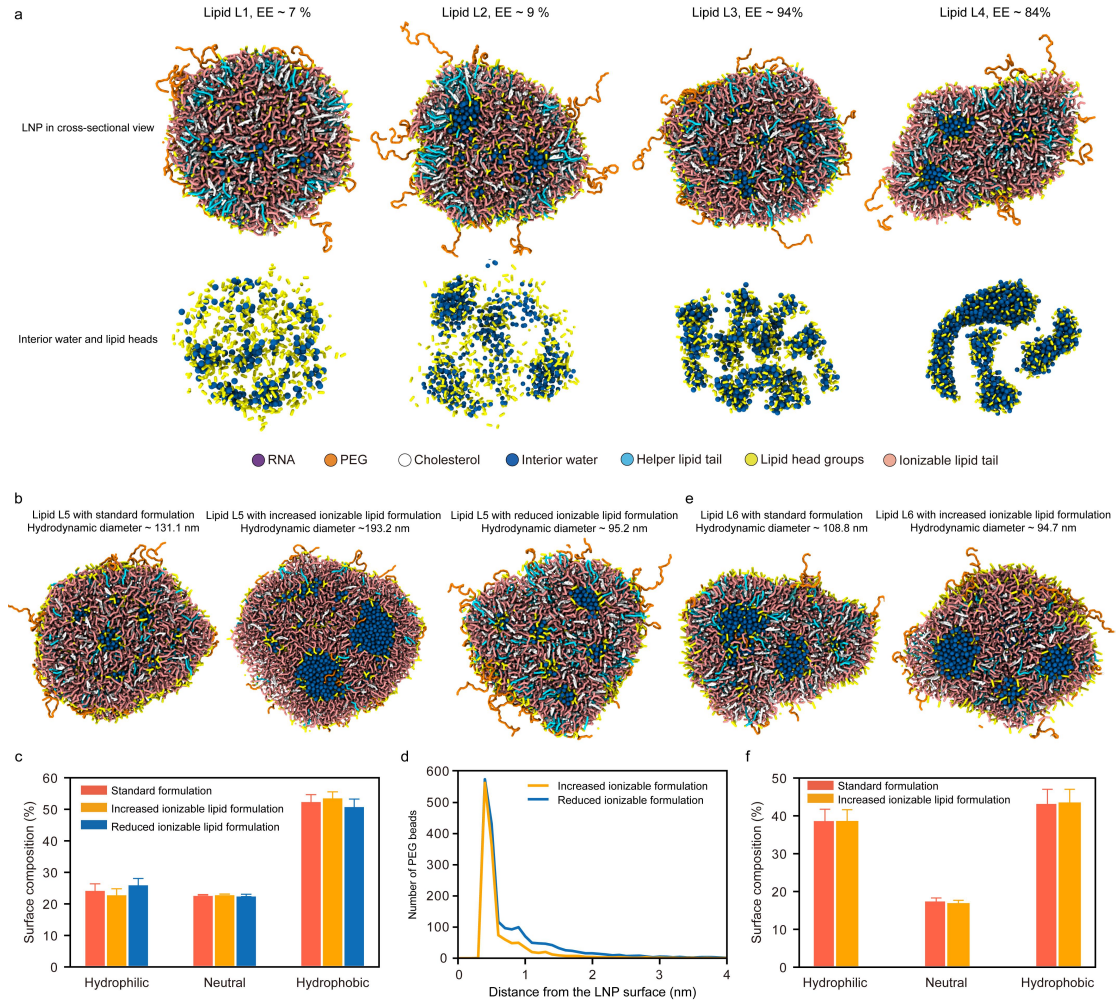 a
Lipid L1, EE ~ 7 %
Lipid L2, EE ~ 9 %
Lipid L3, EE ~ 94%
Lipid L4, EE ~ 84%
LNP in cross-sectional view
Interior water and lipid heads
RNA
PEG
Cholesterol
Interior water
Helper lipid tail
Lipid head groups
Ionizable lipid tail
b
Lipid L5 with standard formulation
Hydrodynamic diameter ~ 131.1 nm
Lipid L5 with increased ionizable lipid formulation
Hydrodynamic diameter ~193.2 nm
Lipid L5 with reduced ionizable lipid formulation
Hydrodynamic diameter ~ 95.2 nm
e
Lipid L6 with standard formulation
Hydrodynamic diameter ~ 108.8 nm
Lipid L6 with increased ionizable lipid formulation
Hydrodynamic diameter ~ 94.7 nm
c
Surface composition (%)
60
50
40
30
20
10
0
Standard formulation
Increased ionizable lipid formulation
Reduced ionizable lipid formulation
Hydrophilic
Neutral
Hydrophobic
d
Number of PEG beads
600
500
400
300
200
100
0
Increased ionizable formulation
Reduced ionizable formulation
0
1
2
3
4
Distance from the LNP surface (nm)
f
Surface composition (%)
50
40
30
20
10
0
Standard formulation
Increased ionizable lipid formulation
Hydrophilic
Neutral
Hydrophobic